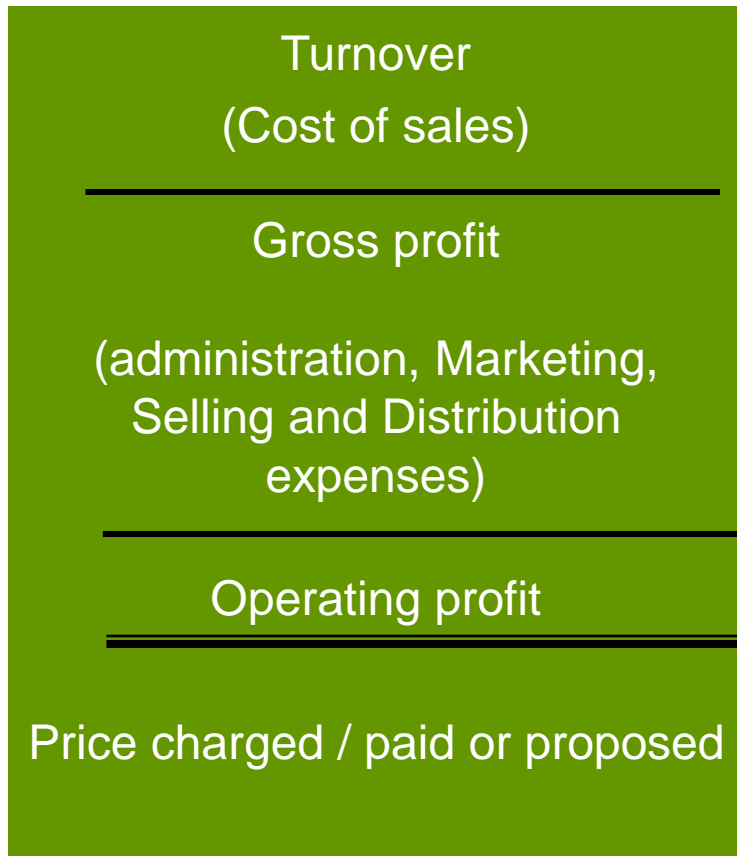 Turnover
(Cost of sales)
Gross profit
(administration, Marketing,
Selling and Distribution
expenses)
Operating profit
Price charged / paid or proposed